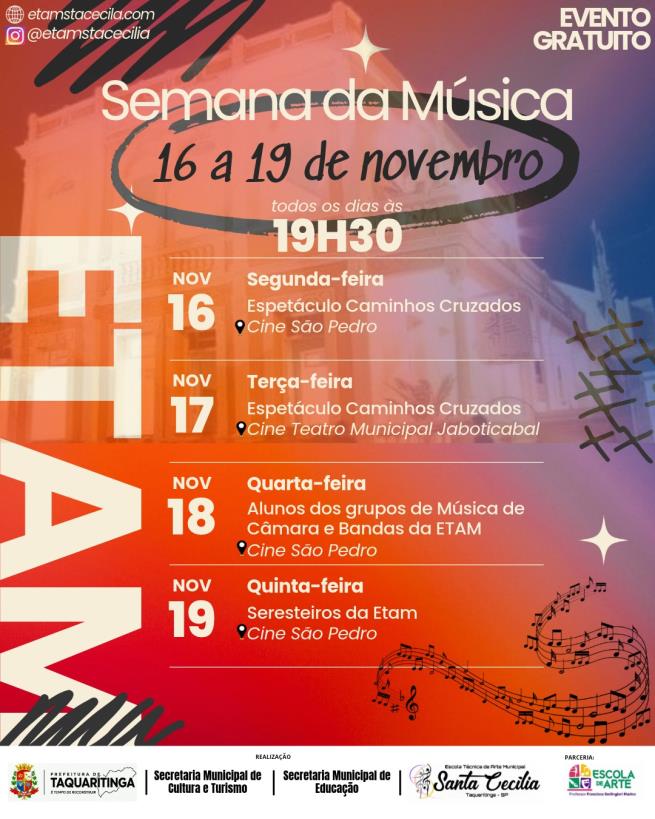 etamstacecila.com
@etamstacecilia
EVENTO
GRATUITO
Semana da Música
16 a 19 de novembro
todos os dias às
19H30
ETAM
NOV
16
Segunda-feira
Espetáculo Caminhos Cruzados
Cine São Pedro
NOV
17
Terça-feira
Espetáculo Caminhos Cruzados
Cine Teatro Municipal Jaboticabal
NOV
18
Quarta-feira
Alunos dos grupos de Música de
Câmara e Bandas da ETAM
Cine São Pedro
NOV
19
Quinta-feira
Seresteiros da Etam
Cine São Pedro
REALIZAÇÃO
PARCERIA:
PREFEITURA DE
TAQUARITINGA
É TEMPO DE RECONSTRUIR
Secretaria Municipal de
Cultura e Turismo
Secretaria Municipal de
Educação
Escola Técnica de Arte Municipal
Santa Cecília
Taquaritinga - SP
ESCOLA
DE ARTE